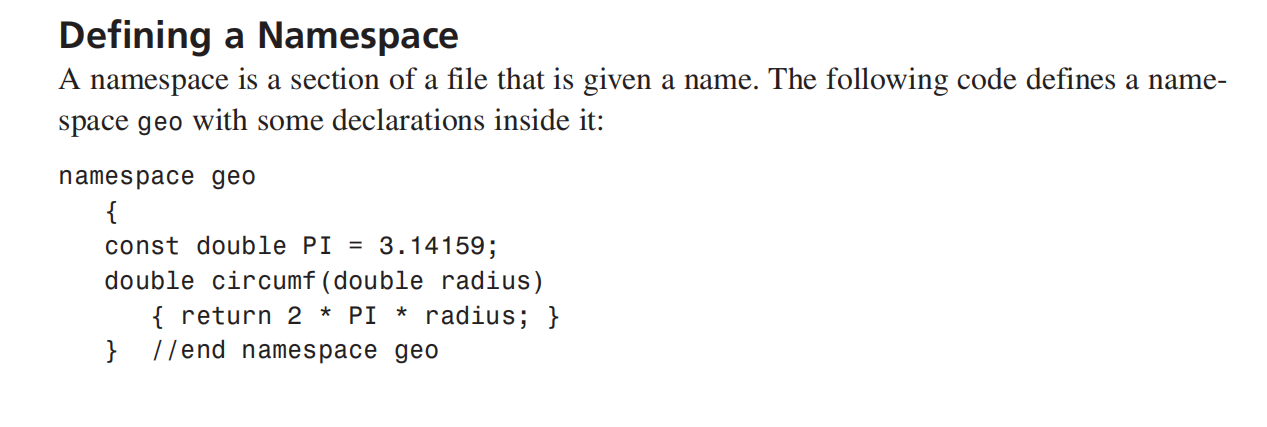 Defining a Namespace
A namespace is a section of a file that is given a name. The following code defines a name-
space geo with some declarations inside it:
namespace geo
   {
   const double PI = 3.14159;
   double circumf(double radius)
      { return 2 * PI * radius; }
   }  //end namespace geo